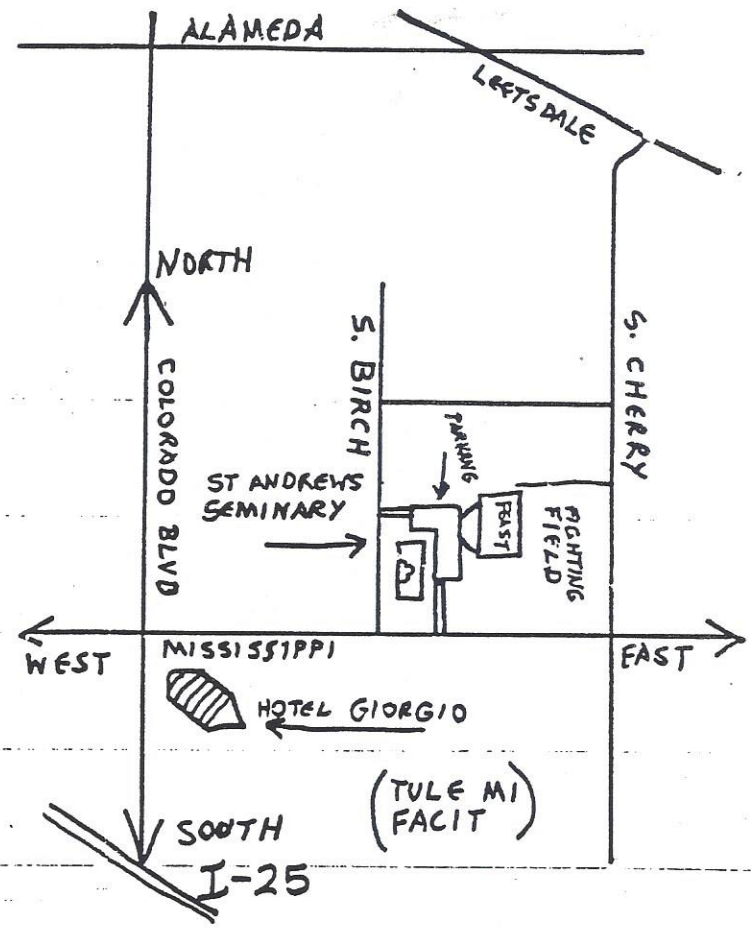 ALAMEDA
LEETSDALE
NORTH
COLORADO BLVD
S. BIRCH
S. CHERRY
PARKING
ST ANDREWS
SEMINARY
FEAST
FIGHTING
FIELD
WEST
MISSISSIPPI
EAST
HOTEL GIORGIO
(TULE MI
FACIT)
SOUTH
I-25